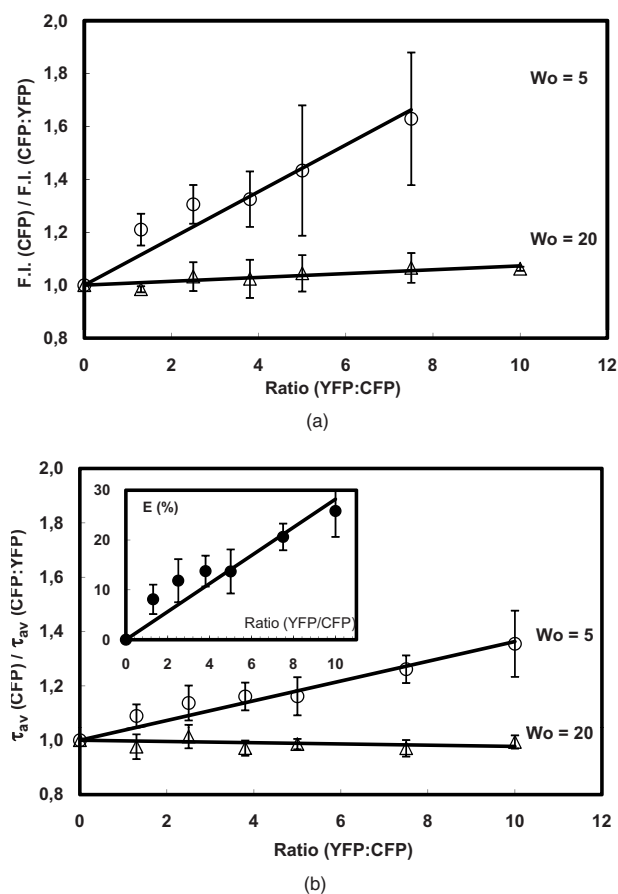 2,0
1,8
1,6
1,4
1,2
1,0
0,8
F.I. (CFP) / F.I. (CFP:YFP)
Wo = 5
Wo = 20
0 2 4 6 8 10 12
Ratio (YFP:CFP)
(a)
2,0
1,8
1,6
1,4
1,2
1,0
0,8
τav (CFP) / τav (CFP:YFP)
30
20
10
0
E (%)
Ratio (YFP/CFP)
0 2 4 6 8 10
Wo = 5
Wo = 20
0 2 4 6 8 10 12
Ratio (YFP:CFP)
(b)